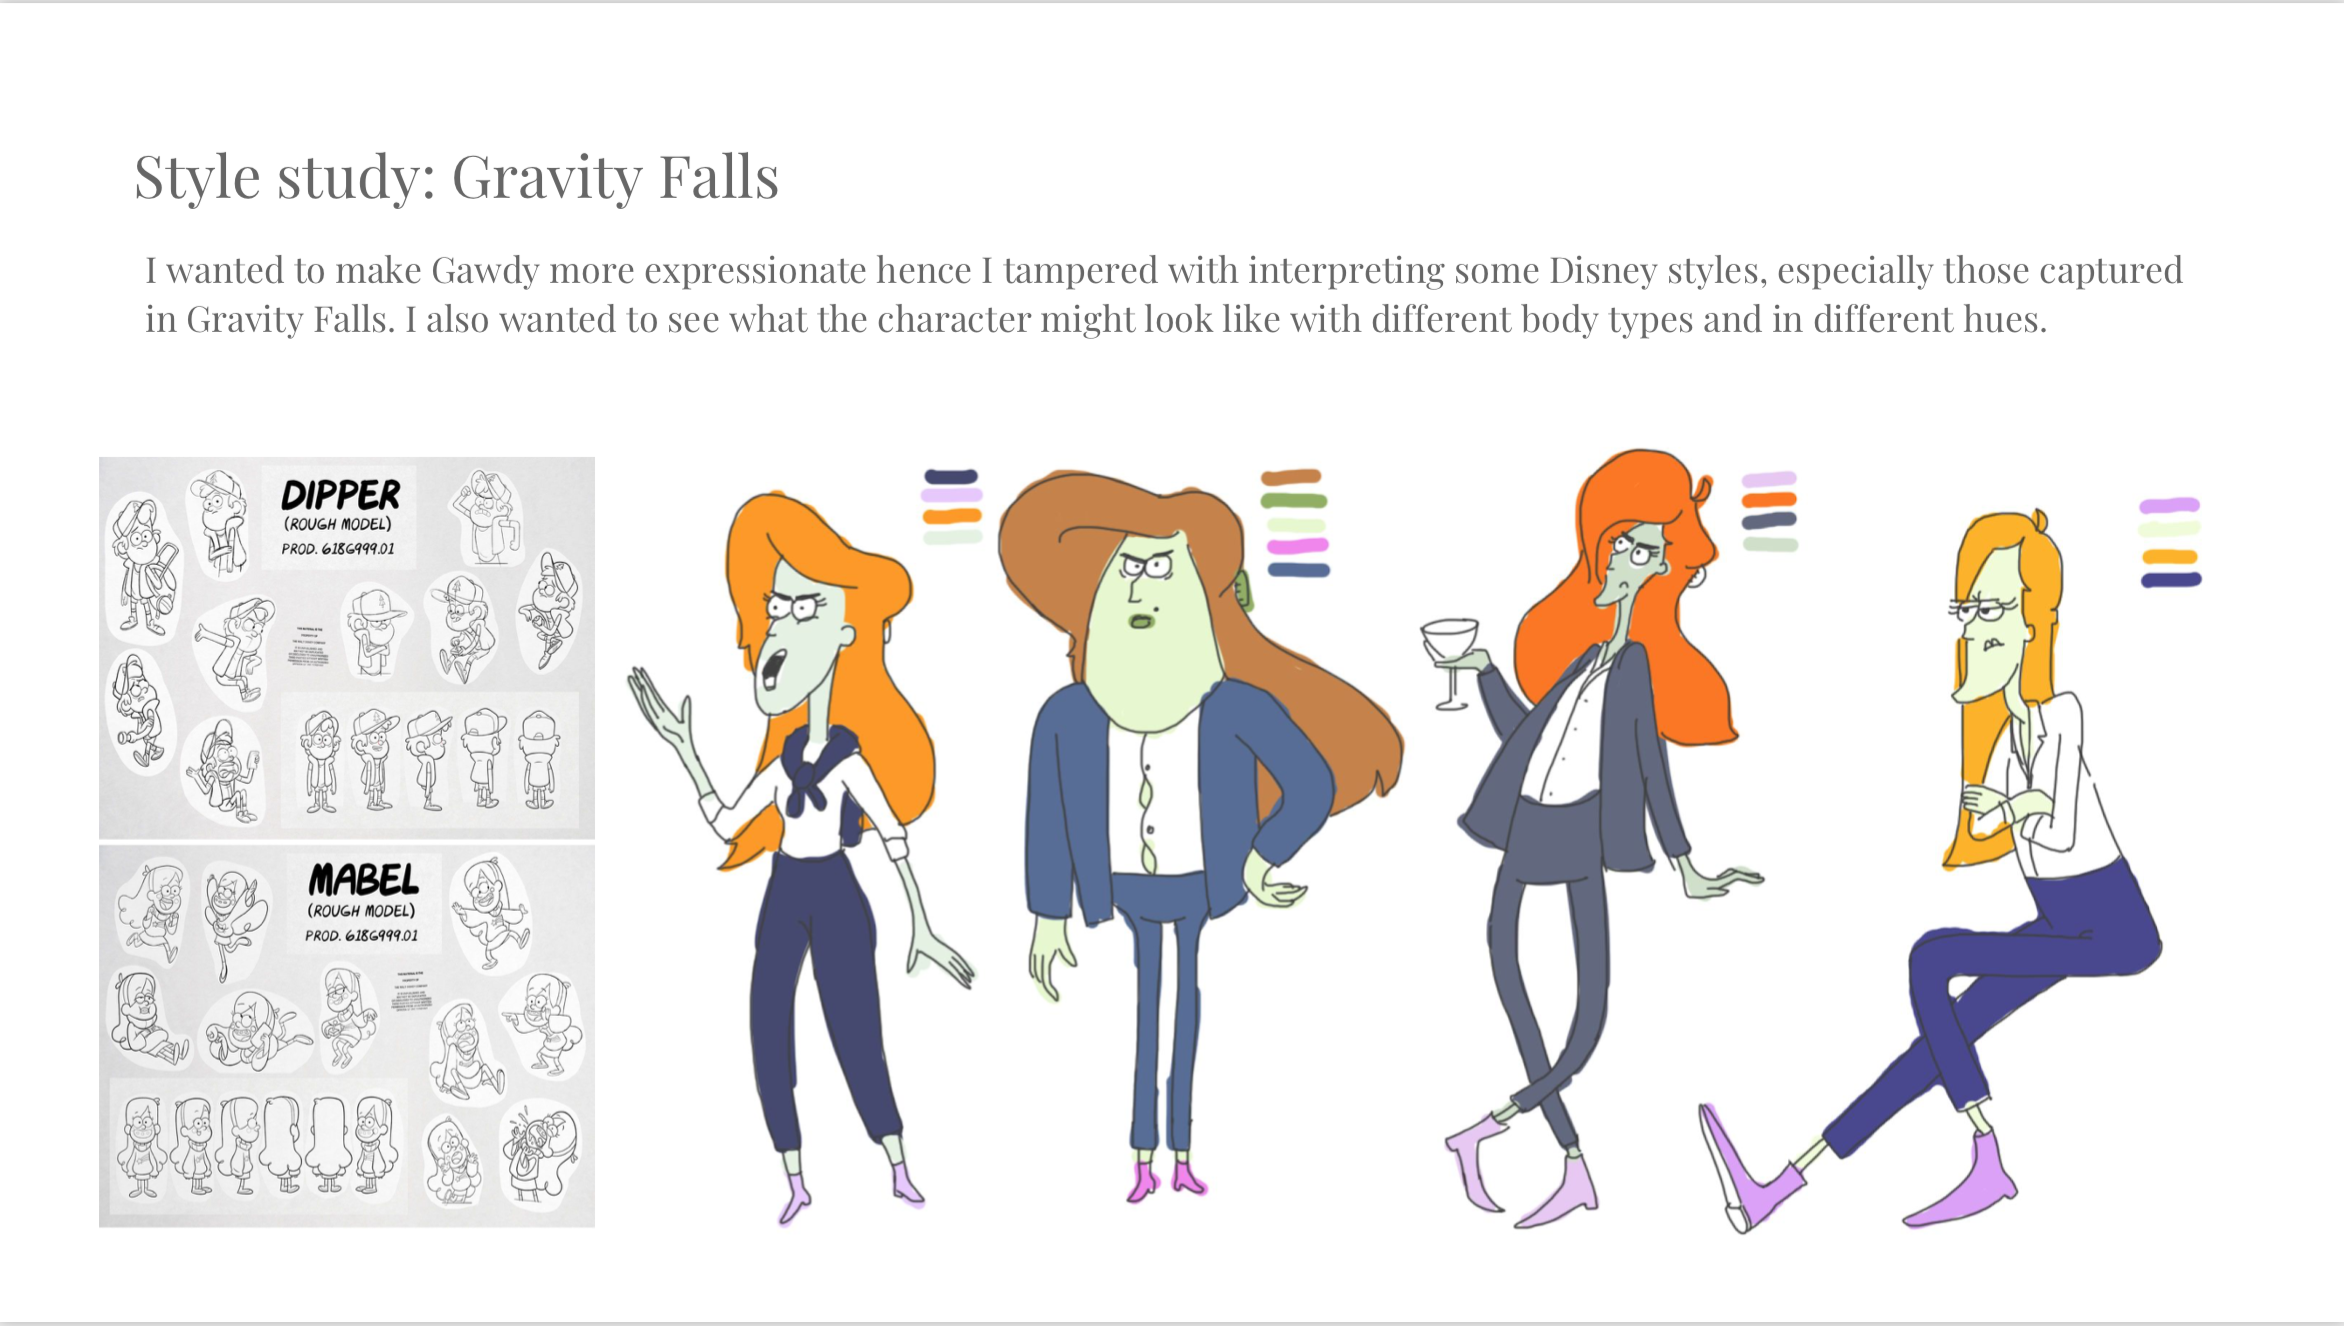 Style study: Gravity Falls
I wanted to make Gawdy more expressionate hence I tampered with interpreting some Disney styles, especially those captured
in Gravity Falls. I also wanted to see what the character might look like with different body types and in different hues.
DIPPER
(ROUGH MODEL)
PROD. 618G999.01
MABEL
(ROUGH MODEL)
PROD. 618G999.01